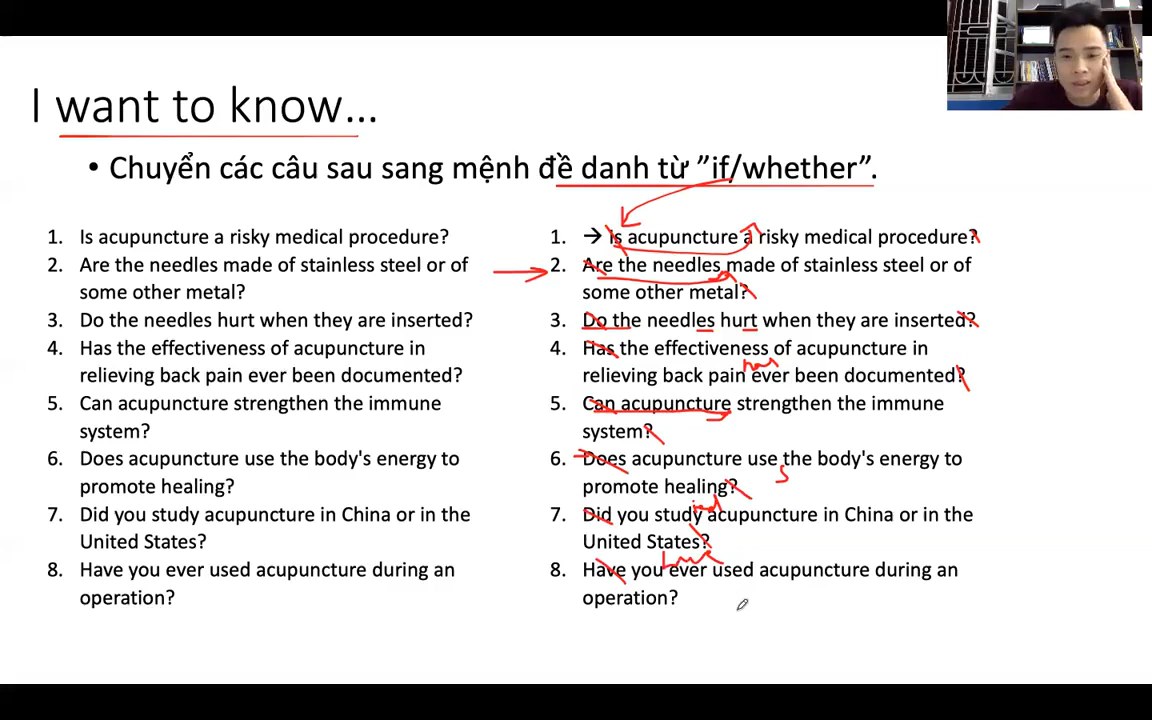 I want to know...
• Chuyển các câu sau sang mệnh đề danh từ ”if/whether”.
1. Is acupuncture a risky medical procedure?
2. Are the needles made of stainless steel or of
some other metal?
3. Do the needles hurt when they are inserted?
4. Has the effectiveness of acupuncture in
relieving back pain ever been documented?
5. Can acupuncture strengthen the immune
system?
6. Does acupuncture use the body's energy to
promote healing?
7. Did you study acupuncture in China or in the
United States?
8. Have you ever used acupuncture during an
operation?
1. → is acupuncture a risky medical procedure?
2. Are the needles made of stainless steel or of
some other metal?
3. Do the needles hurt when they are inserted?
4. Has the effectiveness of acupuncture in
has
relieving back pain ever been documented?
5. Can acupuncture strengthen the immune
system?
6. Does acupuncture use the body's energy to
s
promote healing?
ied
7. Did you study acupuncture in China or in the
United States?
have
8. Have you ever used acupuncture during an
operation?